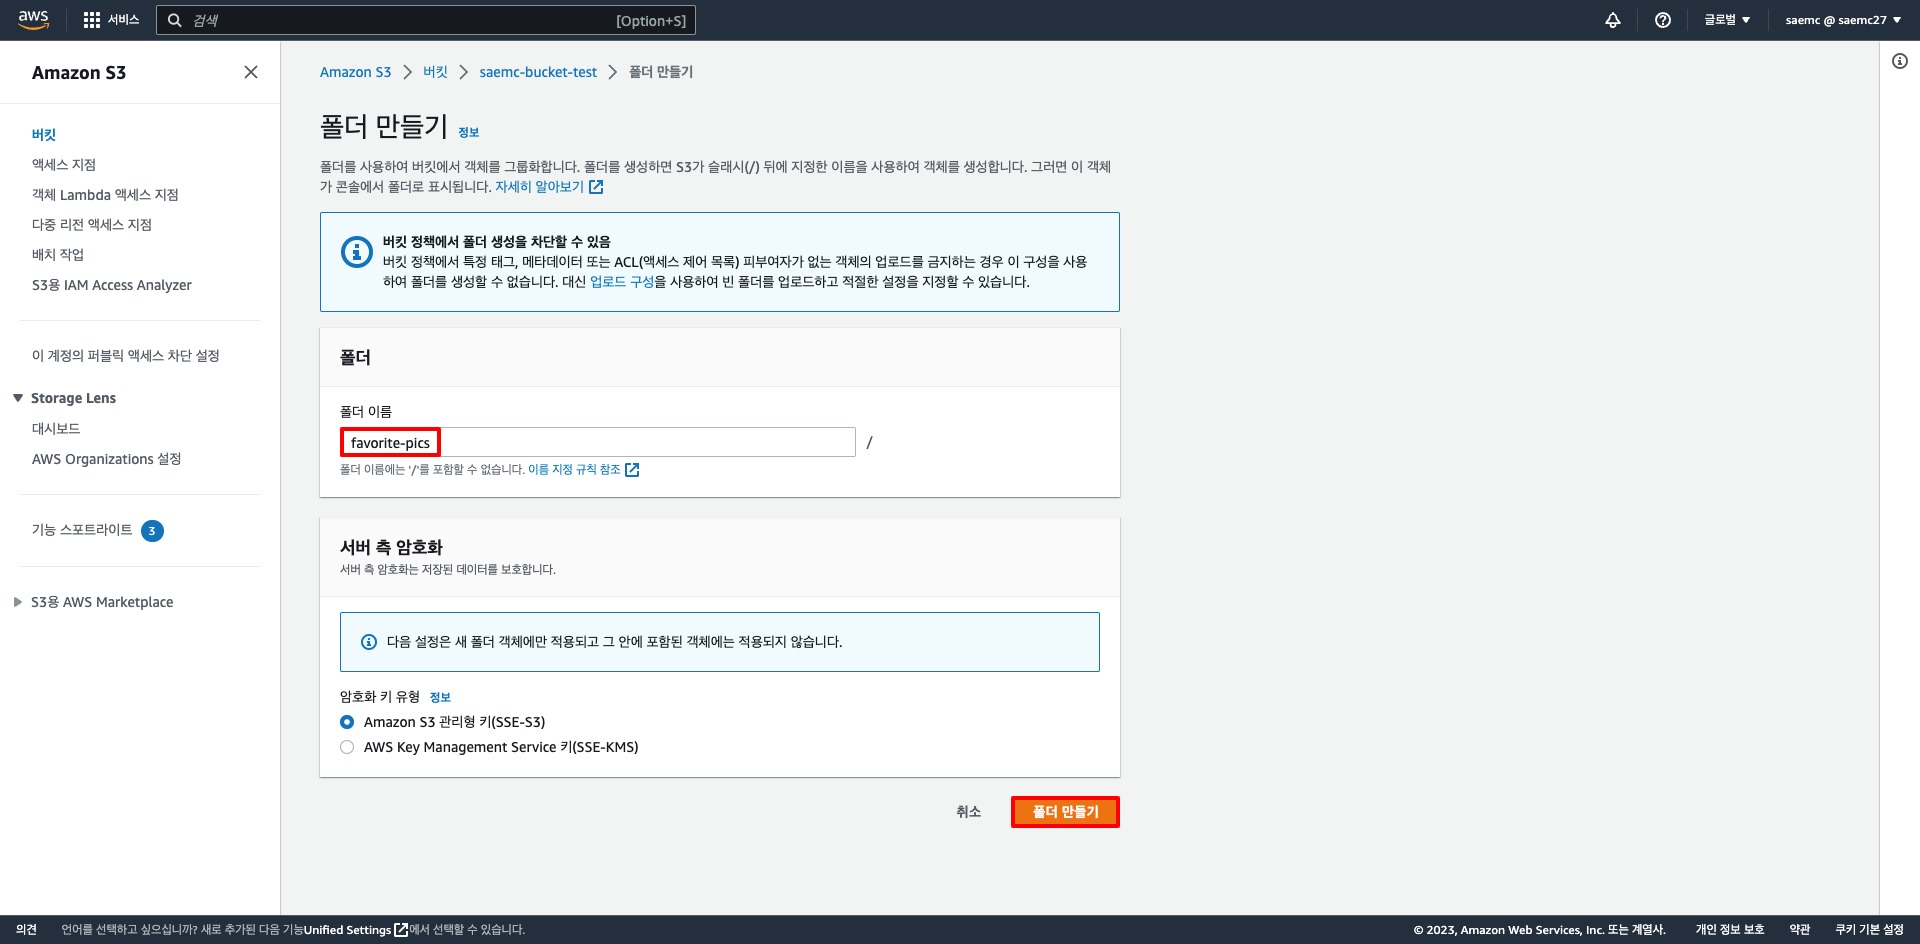 aws
서비스
검색
[Option+S]
글로벌
saemc @ saemc27
Amazon S3
버킷
액세스 지점
객체 Lambda 액세스 지점
다중 리전 액세스 지점
배치 작업
S3용 IAM Access Analyzer
이 계정의 퍼블릭 액세스 차단 설정
Storage Lens
대시보드
AWS Organizations 설정
기능 스포트라이트 3
S3용 AWS Marketplace
Amazon S3 > 버킷 > saemc-bucket-test > 폴더 만들기
폴더 만들기 정보
폴더를 사용하여 버킷에서 객체를 그룹화합니다. 폴더를 생성하면 S3가 슬래시(/) 뒤에 지정한 이름을 사용하여 객체를 생성합니다. 그러면 이 객체
가 콘솔에서 폴더로 표시됩니다. 자세히 알아보기
버킷 정책에서 폴더 생성을 차단할 수 있음
버킷 정책에서 특정 태그, 메타데이터 또는 ACL(액세스 제어 목록) 피부여자가 없는 객체의 업로드를 금지하는 경우 이 구성을 사용
하여 폴더를 생성할 수 없습니다. 대신 업로드 구성을 사용하여 빈 폴더를 업로드하고 적절한 설정을 지정할 수 있습니다.
폴더
폴더 이름
favorite-pics /
폴더 이름에는 '/'를 포함할 수 없습니다. 이름 지정 규칙 참조
서버 측 암호화
서버 측 암호화는 저장된 데이터를 보호합니다.
다음 설정은 새 폴더 객체에만 적용되고 그 안에 포함된 객체에는 적용되지 않습니다.
암호화 키 유형 정보
Amazon S3 관리형 키(SSE-S3)
AWS Key Management Service 키(SSE-KMS)
취소
폴더 만들기
의견
언어를 선택하고 싶으십니까? 새로 추가된 다음 기능Unified Settings에서 선택할 수 있습니다.
© 2023, Amazon Web Services, Inc. 또는 계열사.
개인 정보 보호
약관
쿠키 기본 설정